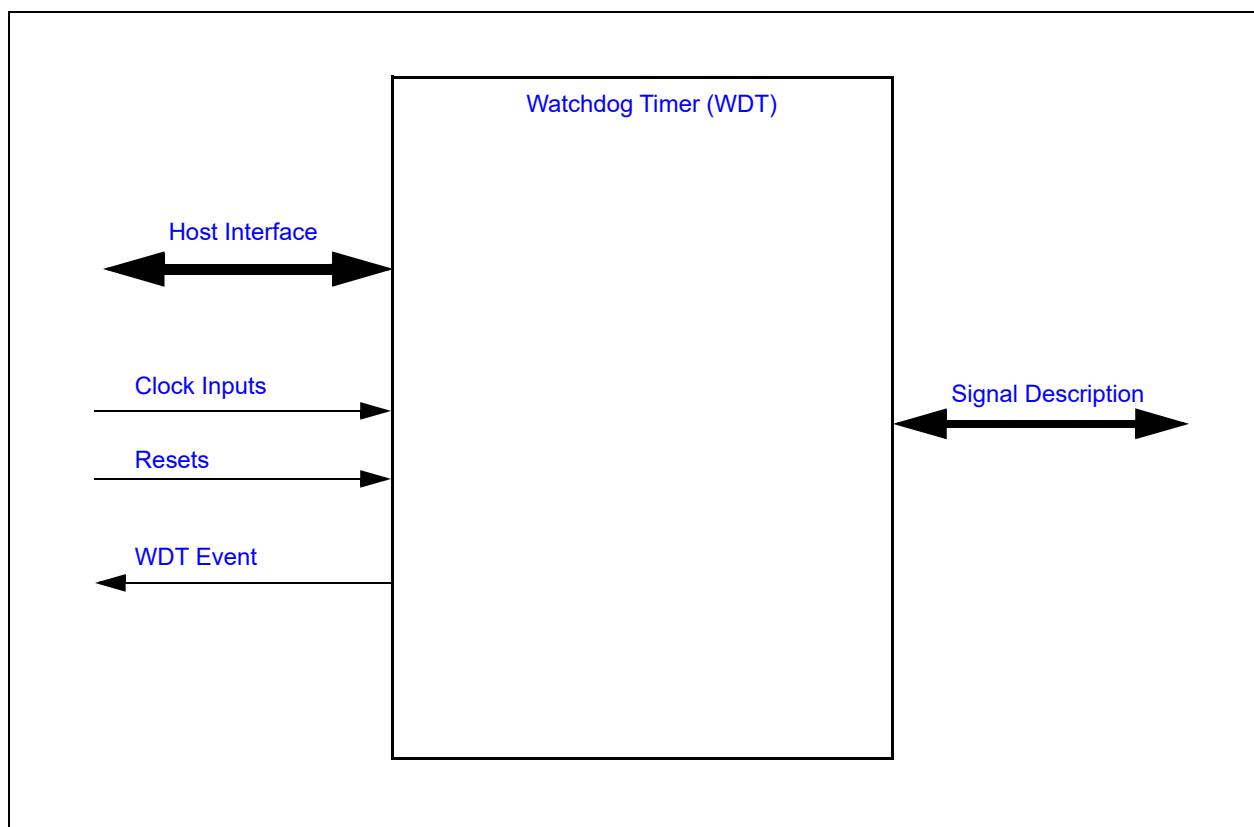 Watchdog Timer (WDT)
Host Interface
Clock Inputs
Signal Description
Resets
WDT Event